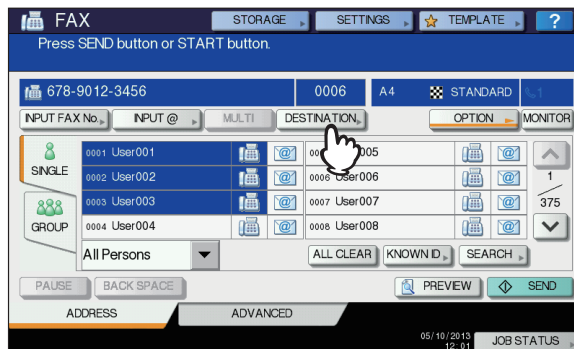 FAX STORAGE SETTINGS TEMPLATE ?
Press SEND button or START button.
678-9012-3456 0006 A4 STANDARD 1
INPUT FAX No. INPUT @ MULTI DESTINATION OPTION MONITOR
SINGLE
0001 User001
0002 User002
0003 User003
0004 User004
0006 User006
0007 User007
0008 User008
1
375
GROUP
All Persons ALL CLEAR KNOWN ID SEARCH
PAUSE BACK SPACE PREVIEW SEND
ADDRESS ADVANCED
05/10/2013
12:01 JOB STATUS